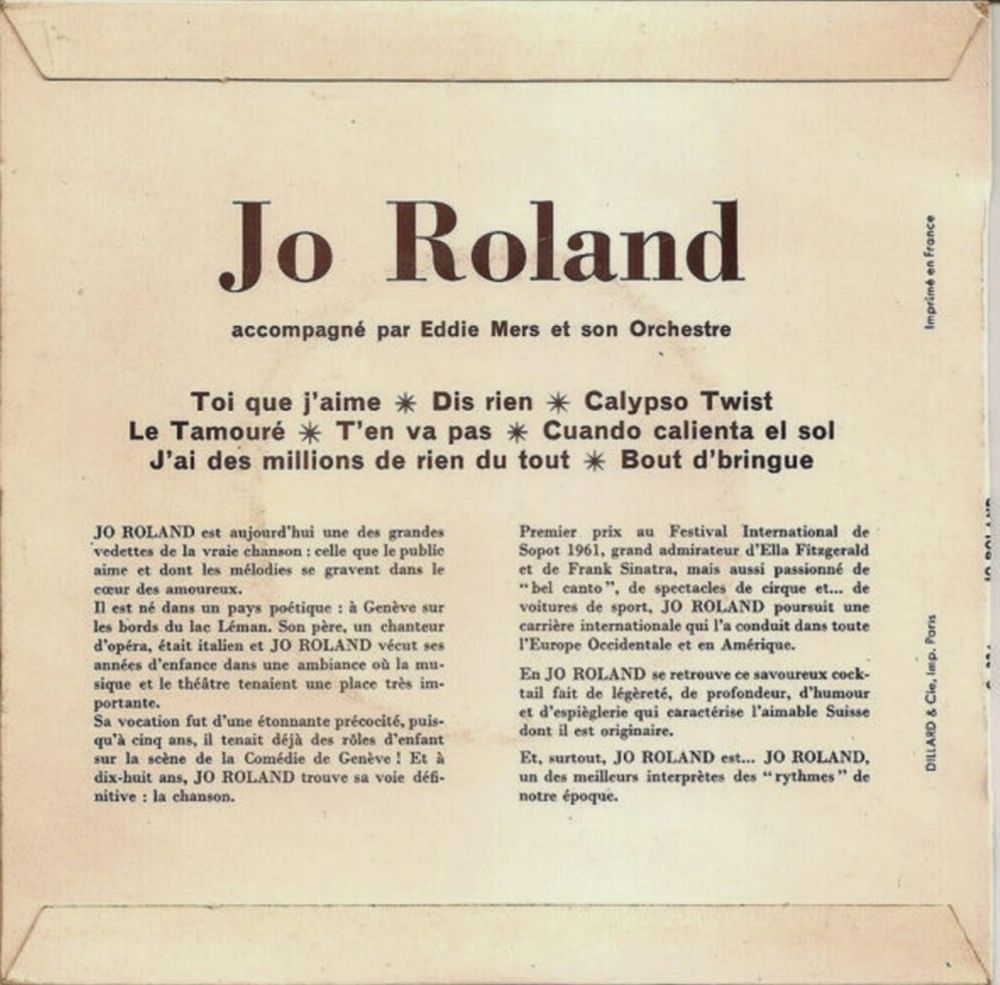 Jo Roland
accompagné par Eddie Mers et son Orchestre
Toi que j'aime ✳ Dis rien ✳ Calypso Twist
Le Tamouré ✳ T'en va pas ✳ Cuando calienta el sol
J'ai des millions de rien du tout ✳ Bout d'bringue
JO ROLAND est aujourd'hui une des grandes
vedettes de la vraie chanson : celle que le public
aime et dont les mélodies se gravent dans le
cœur des amoureux.
Il est né dans un pays poétique : à Genève sur
les bords du lac Léman. Son père, un chanteur
d'opéra, était italien et JO ROLAND vécut ses
années d'enfance dans une ambiance où la mu-
sique et le théâtre tenaient une place très im-
portante.
Sa vocation fut d'une étonnante précocité, puis-
qu'à cinq ans, il tenait déjà des rôles d'enfant
sur la scène de la Comédie de Genève ! Et à
dix-huit ans, JO ROLAND trouve sa voie défi-
nitive : la chanson.
Premier prix au Festival International de
Sopot 1961, grand admirateur d'Ella Fitzgerald
et de Frank Sinatra, mais aussi passionné de
"bel canto", de spectacles de cirque et... de
voitures de sport, JO ROLAND poursuit une
carrière internationale qui l'a conduit dans toute
l'Europe Occidentale et en Amérique.
En JO ROLAND se retrouve ce savoureux cock-
tail fait de légèreté, de profondeur, d'humour
et d'espièglerie qui caractérise l'aimable Suisse
dont il est originaire.
Et, surtout, JO ROLAND est... JO ROLAND,
un des meilleurs interprètes des "rythmes" de
notre époque.
Imprimé en France
DILLARD & Cie, Imp. Paris